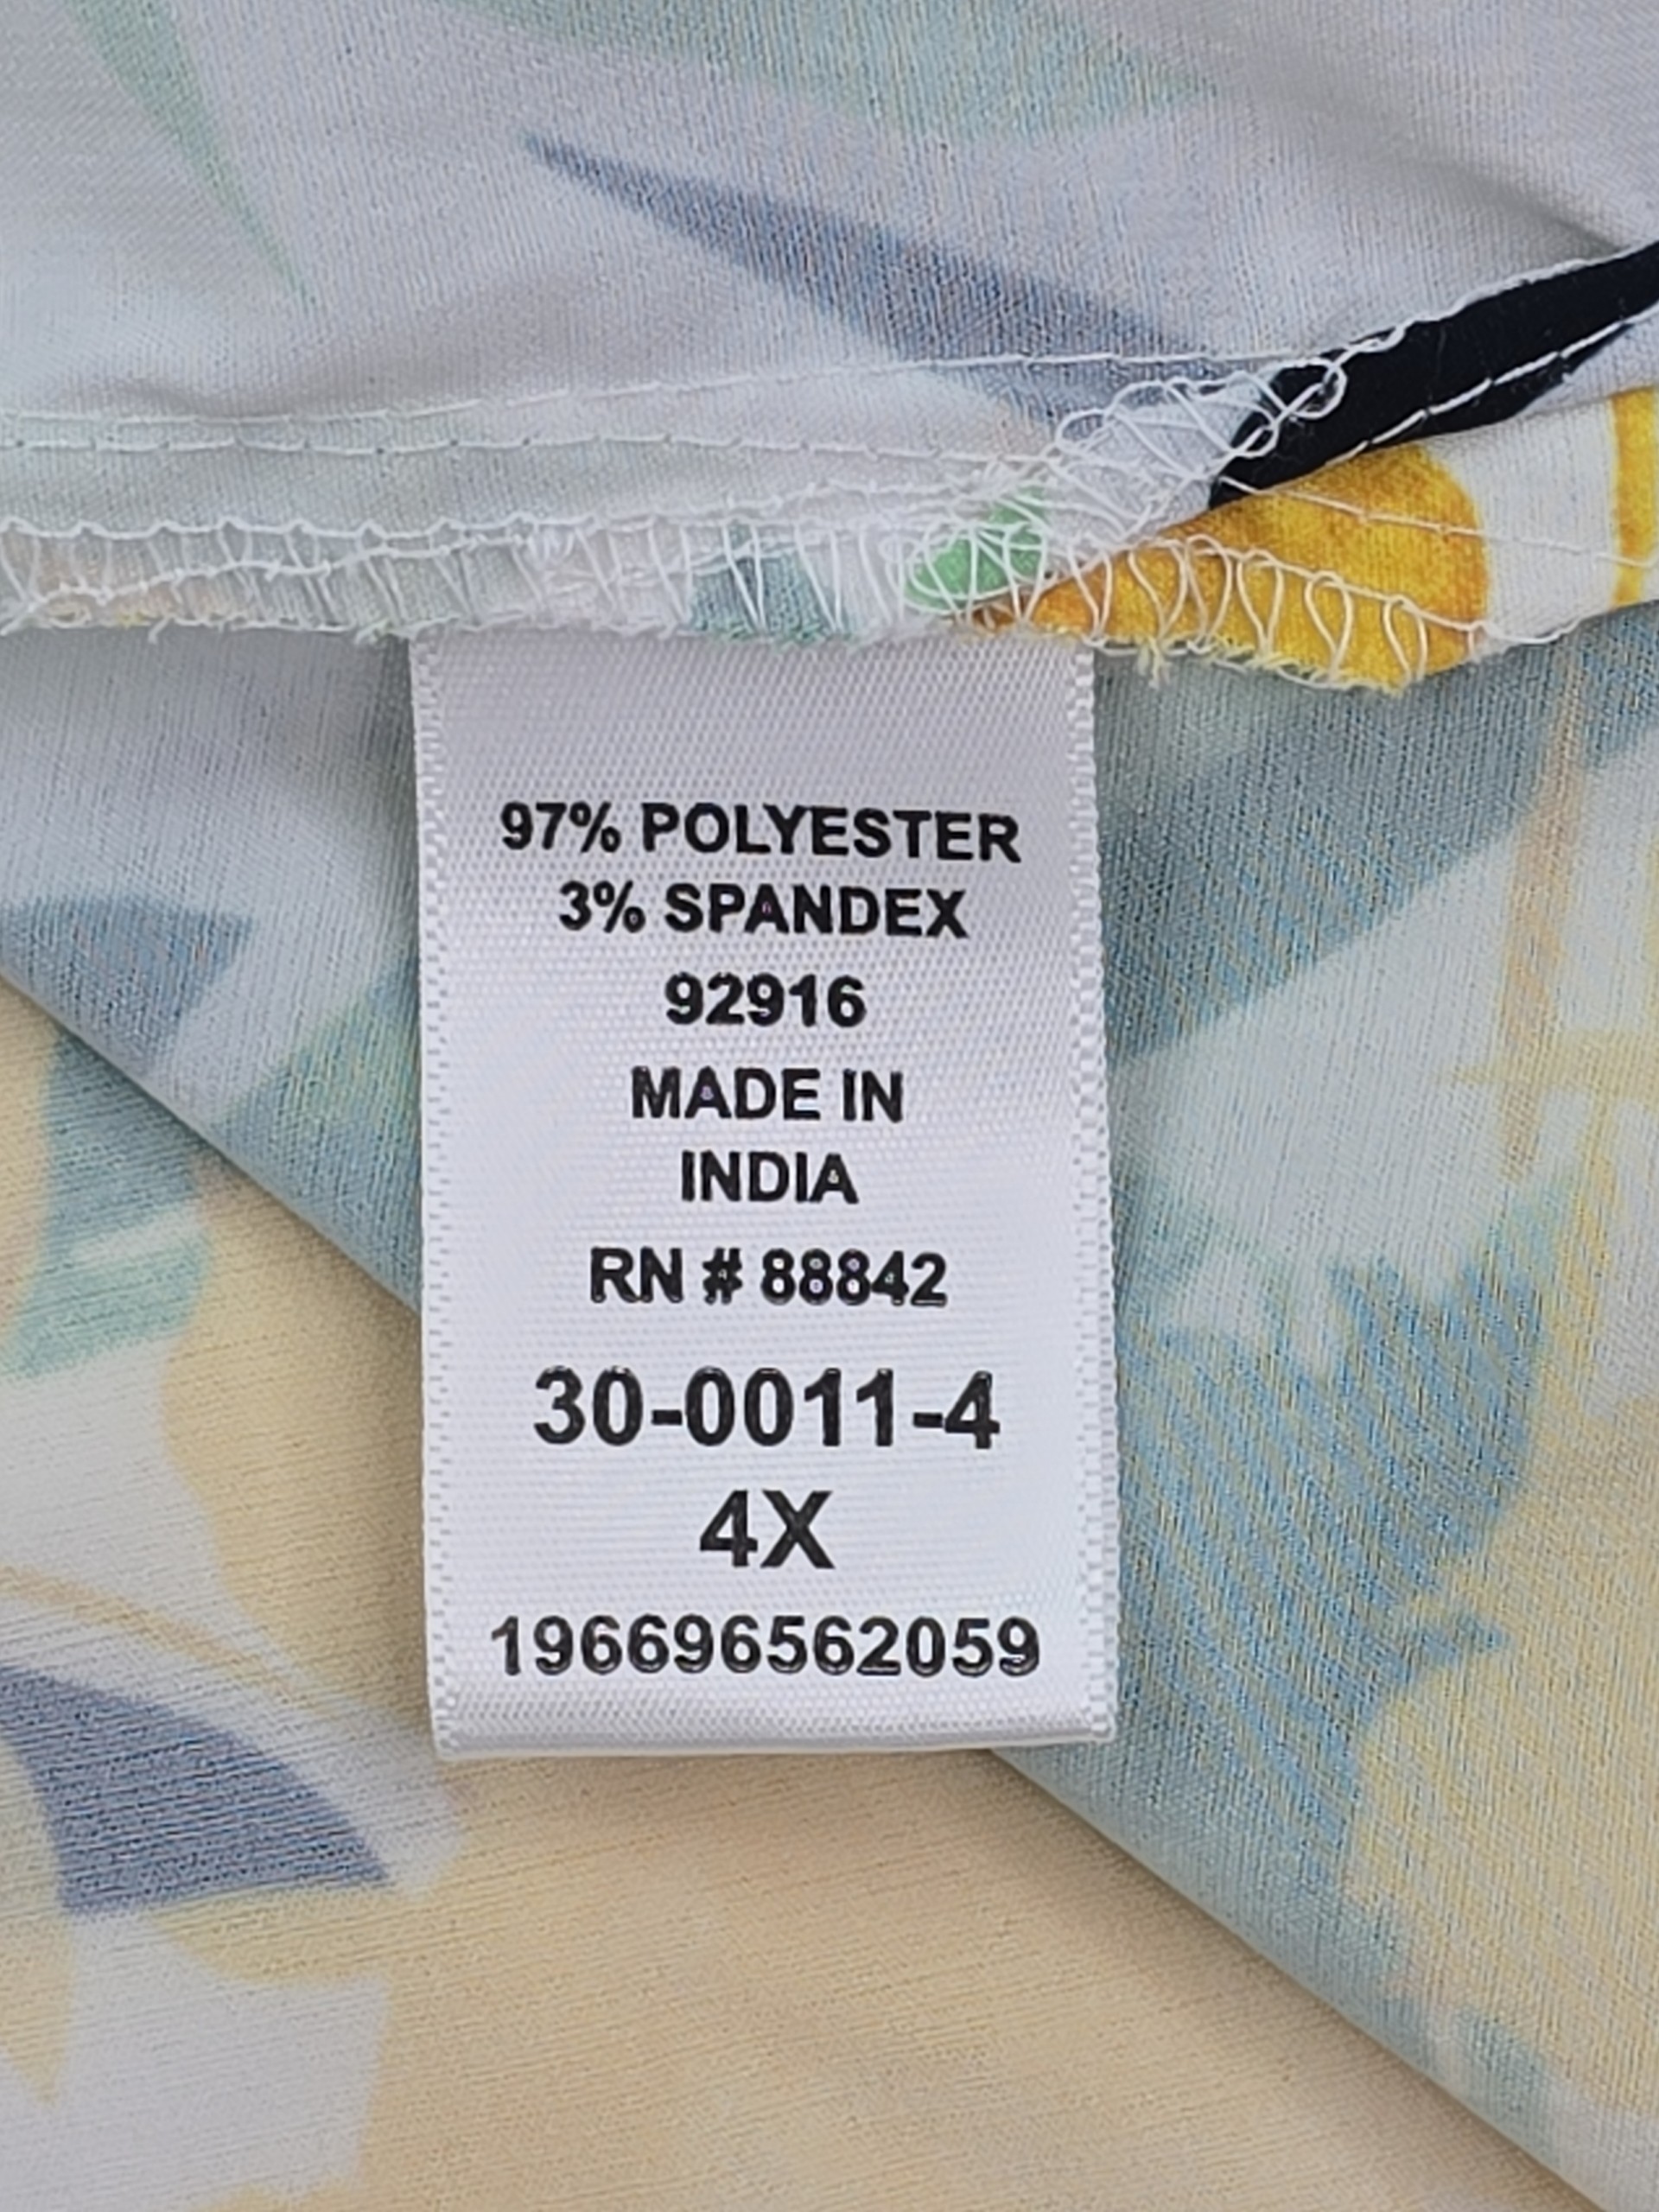 97% POLYESTER
3% SPANDEX
92916
MADE IN
INDIA
RN # 88842
30-0011-4
4X
196696562059